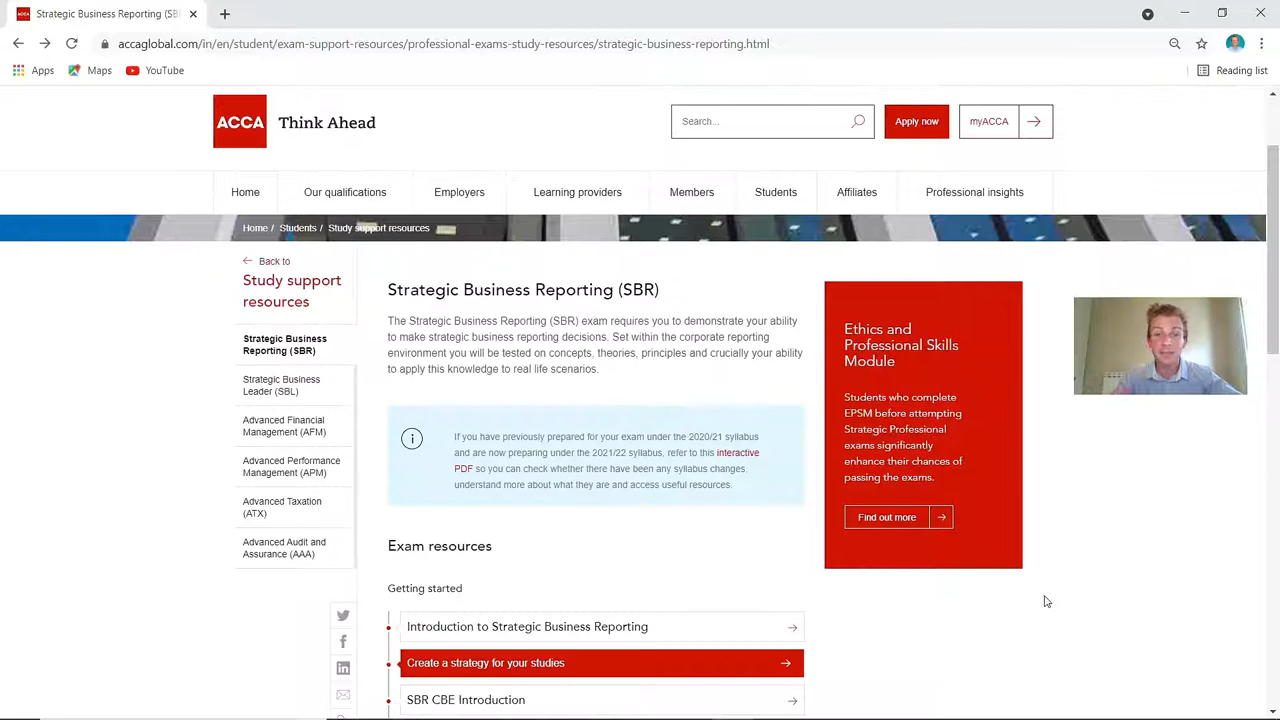 ACCA
Strategic Business Reporting (SB
accaglobal.com/in/en/student/exam-support-resources/professional-exams-study-resources/strategic-business-reporting.html
Apps
Maps
YouTube
Reading list
ACCA
Think Ahead
Search...
Apply now
myACCA
Home
Our qualifications
Employers
Learning providers
Members
Students
Affiliates
Professional insights
Home / Students / Study support resources
Back to
Study support
resources
Strategic Business
Reporting (SBR)
Strategic Business
Leader (SBL)
Advanced Financial
Management (AFM)
Advanced Performance
Management (APM)
Advanced Taxation
(ATX)
Advanced Audit and
Assurance (AAA)
Strategic Business Reporting (SBR)
The Strategic Business Reporting (SBR) exam requires you to demonstrate your ability
to make strategic business reporting decisions. Set within the corporate reporting
environment you will be tested on concepts, theories, principles and crucially your ability
to apply this knowledge to real life scenarios.
If you have previously prepared for your exam under the 2020/21 syllabus
and are now preparing under the 2021/22 syllabus, refer to this interactive
PDF so you can check whether there have been any syllabus changes.
understand more about what they are and access useful resources.
Exam resources
Getting started
Introduction to Strategic Business Reporting
Create a strategy for your studies
SBR CBE Introduction
Ethics and
Professional Skills
Module
Students who complete
EPSM before attempting
Strategic Professional
exams significantly
enhance their chances of
passing the exams.
Find out more